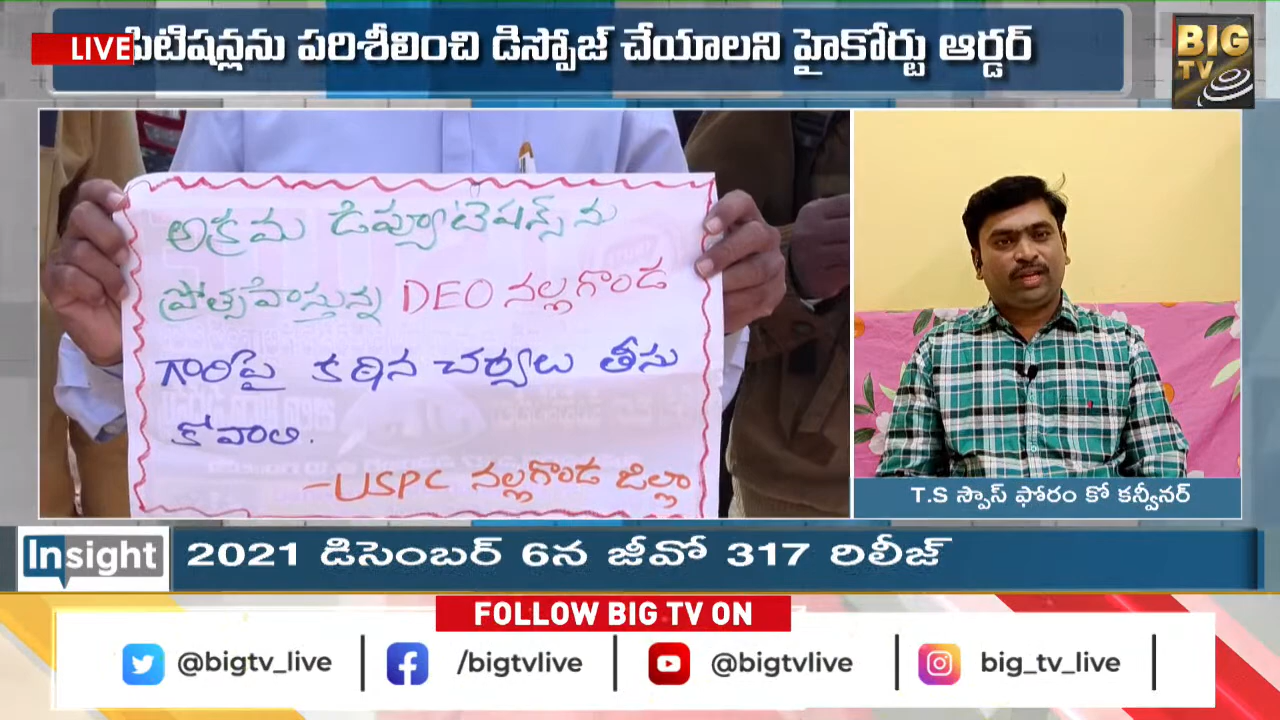 LIVE
పిటిషన్లను పరిశీలించి డిస్పోజ్ చేయాలని హైకోర్టు ఆర్డర్
BIG
TV
అక్రమ డిప్యూటేషన్స్ ను
ప్రోత్సహిస్తున్న DEO నల్లగొండ
గారిపై కఠిన చర్యలు తీసు
కోవాలి.
-USPC నల్లగొండ జిల్లా
T.S స్పౌస్ ఫోరం కో కన్వీనర్
Insight
2021 డిసెంబర్ 6న జీవో 317 రిలీజ్
FOLLOW BIG TV ON
@bigtv_live
/bigtvlive
@bigtvlive
big_tv_live